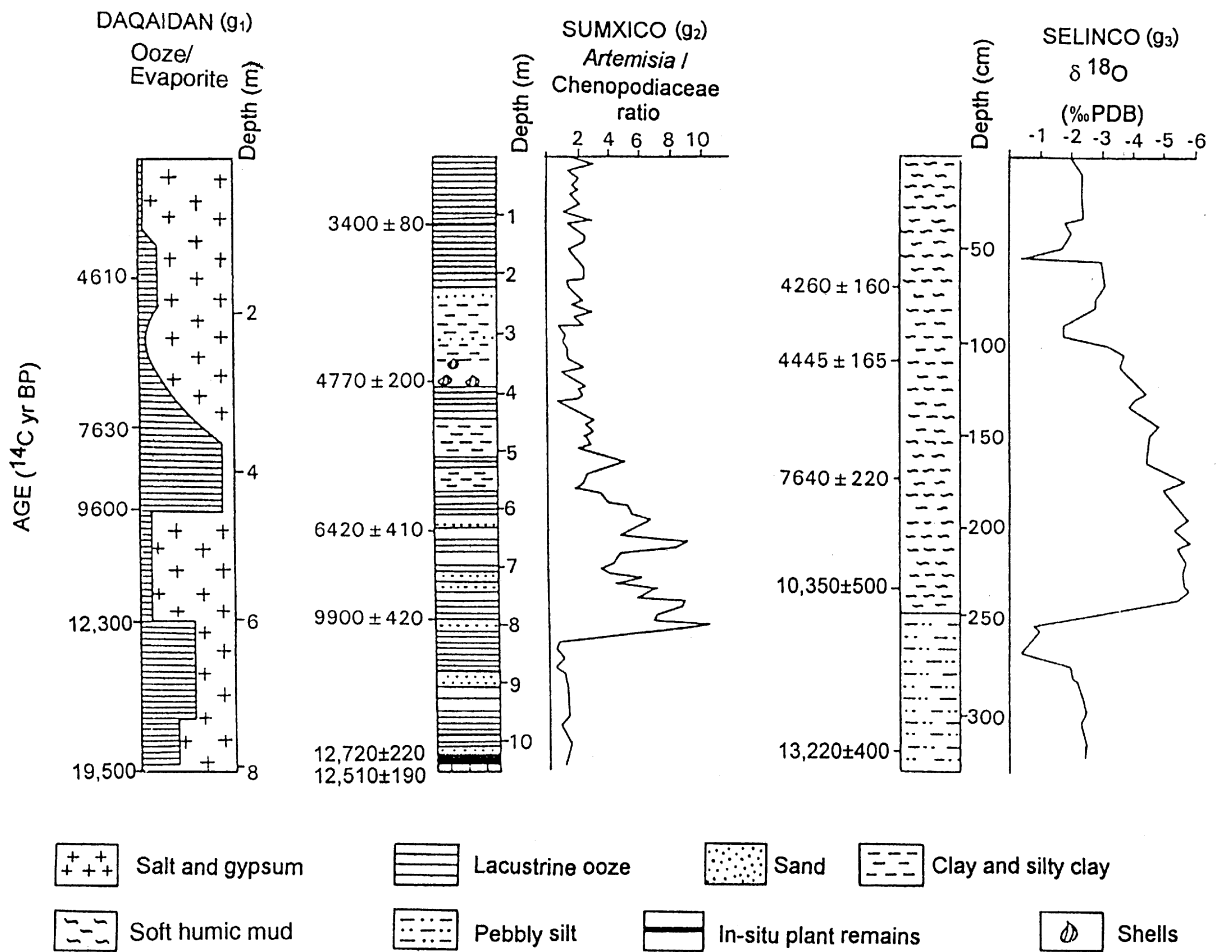 DAQAIDAN (g1)
Ooze/
Evaporite
Depth (m)
AGE (14C yr BP)
4610
7630
9600
12,300
19,500
2
4
6
8
SUMXICO (g2)
Artemisia /
Chenopodiaceae
ratio
Depth (m)
2 4 6 8 10
3400 ± 80
4770 ± 200
6420 ± 410
9900 ± 420
12,720±220
12,510±190
1
2
3
4
5
6
7
8
9
10
SELINCO (g3)
δ 18O
(‰PDB)
Depth (cm)
-1 -2 -3 -4 -5 -6
4260 ± 160
4445 ± 165
7640 ± 220
10,350±500
13,220±400
50
100
150
200
250
300
Salt and gypsum
Lacustrine ooze
Sand
Clay and silty clay
Soft humic mud
Pebbly silt
In-situ plant remains
Shells